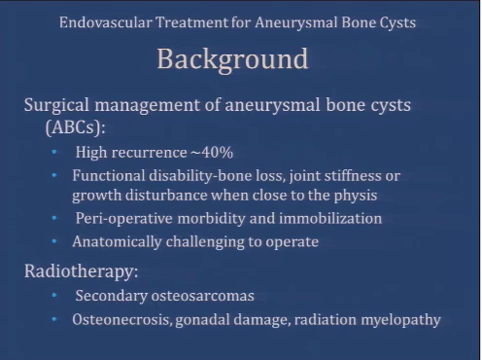 Endovascular Treatment for Aneurysmal Bone Cysts
Background
Surgical management of aneurysmal bone cysts
(ABCs):
• High recurrence ~40%
• Functional disability-bone loss, joint stiffness or
growth disturbance when close to the physis
• Peri-operative morbidity and immobilization
• Anatomically challenging to operate
Radiotherapy:
• Secondary osteosarcomas
• Osteonecrosis, gonadal damage, radiation myelopathy